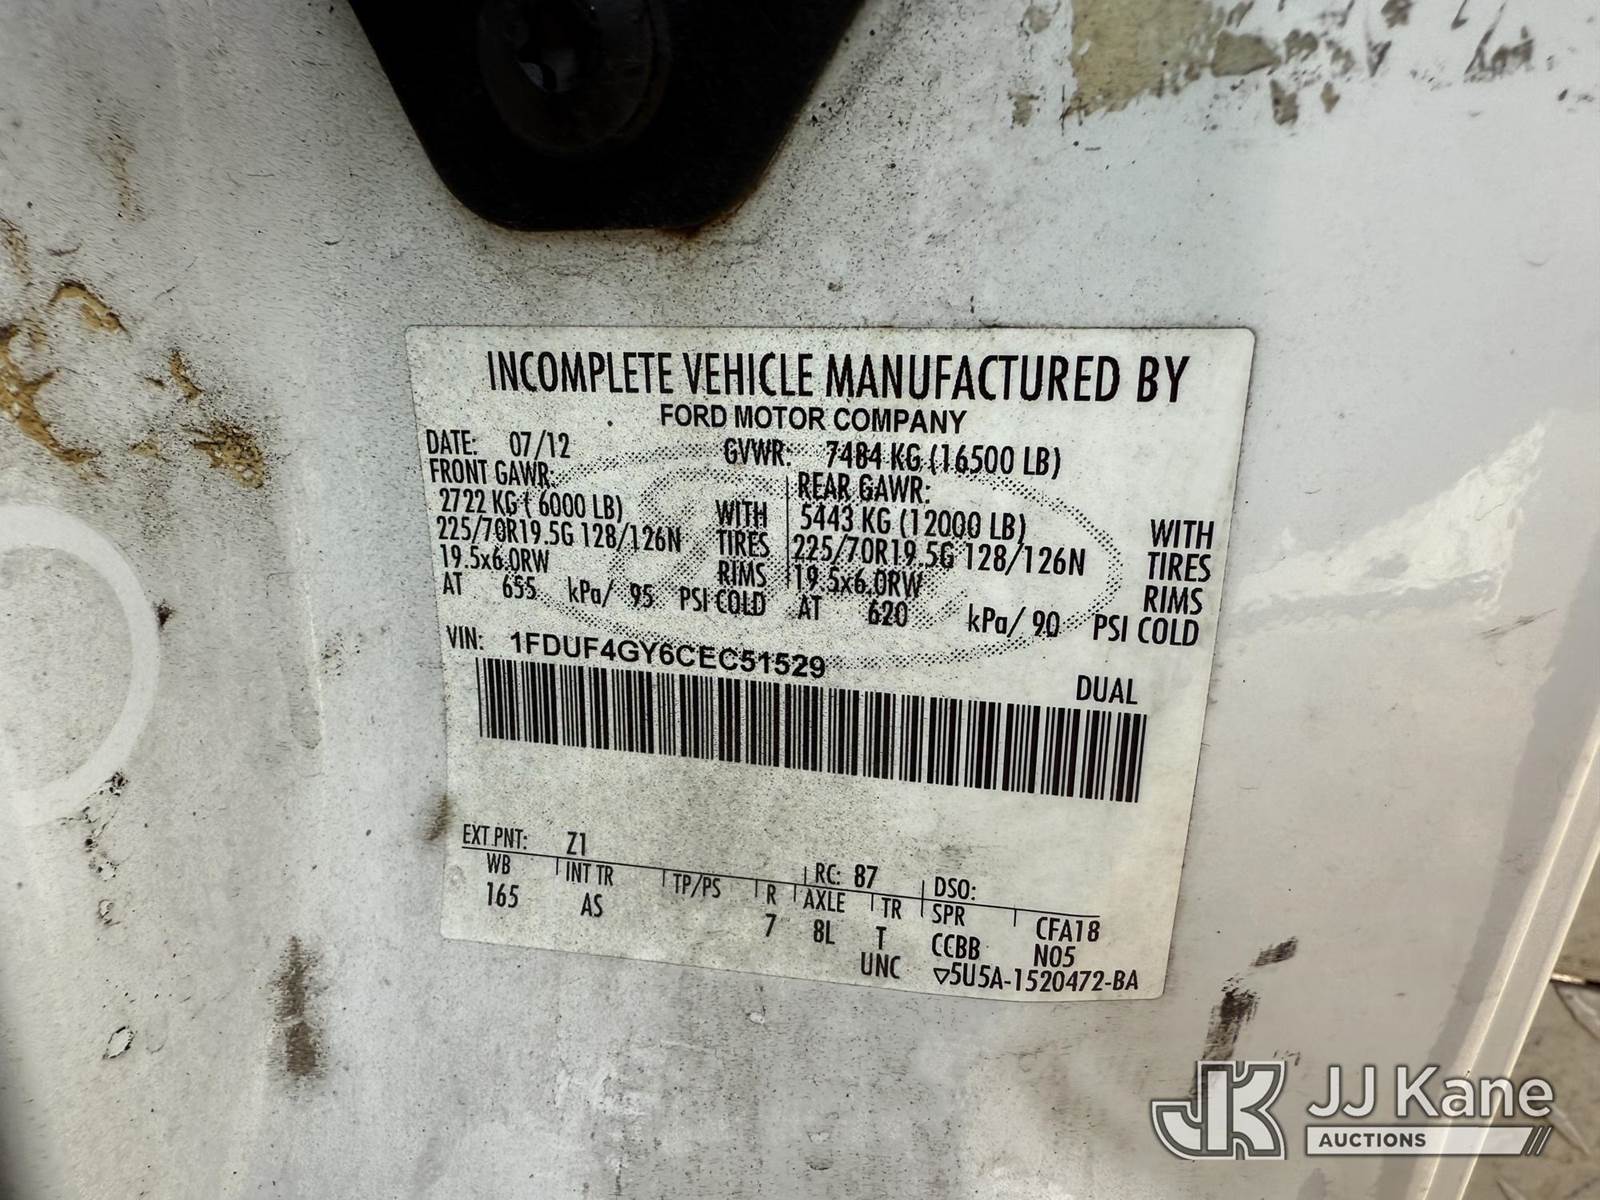 INCOMPLETE VEHICLE MANUFACTURED BY
FORD MOTOR COMPANY
DATE: 07/12 GVWR: 7484 KG (16500 LB)
FRONT GAWR: REAR GAWR:
2722 KG ( 6000 LB) WITH 5443 KG (12000 LB) WITH
225/70R19.5G 128/126N TIRES 225/70R19.5G 128/126N TIRES
19.5x6.0RW RIMS 19.5x6.0RW RIMS
AT 655 kPa/ 95 PSI COLD AT 620 kPa/ 90 PSI COLD
VIN: 1FDUF4GY6CEC51529
DUAL
EXT PNT: Z1 RC: 87 DSO:
WB INT TR TP/PS R AXLE TR SPR CFA18
165 AS 7 8L T CCBB N05
UNC ▽5U5A-1520472-BA
JK JJ Kane
AUCTIONS